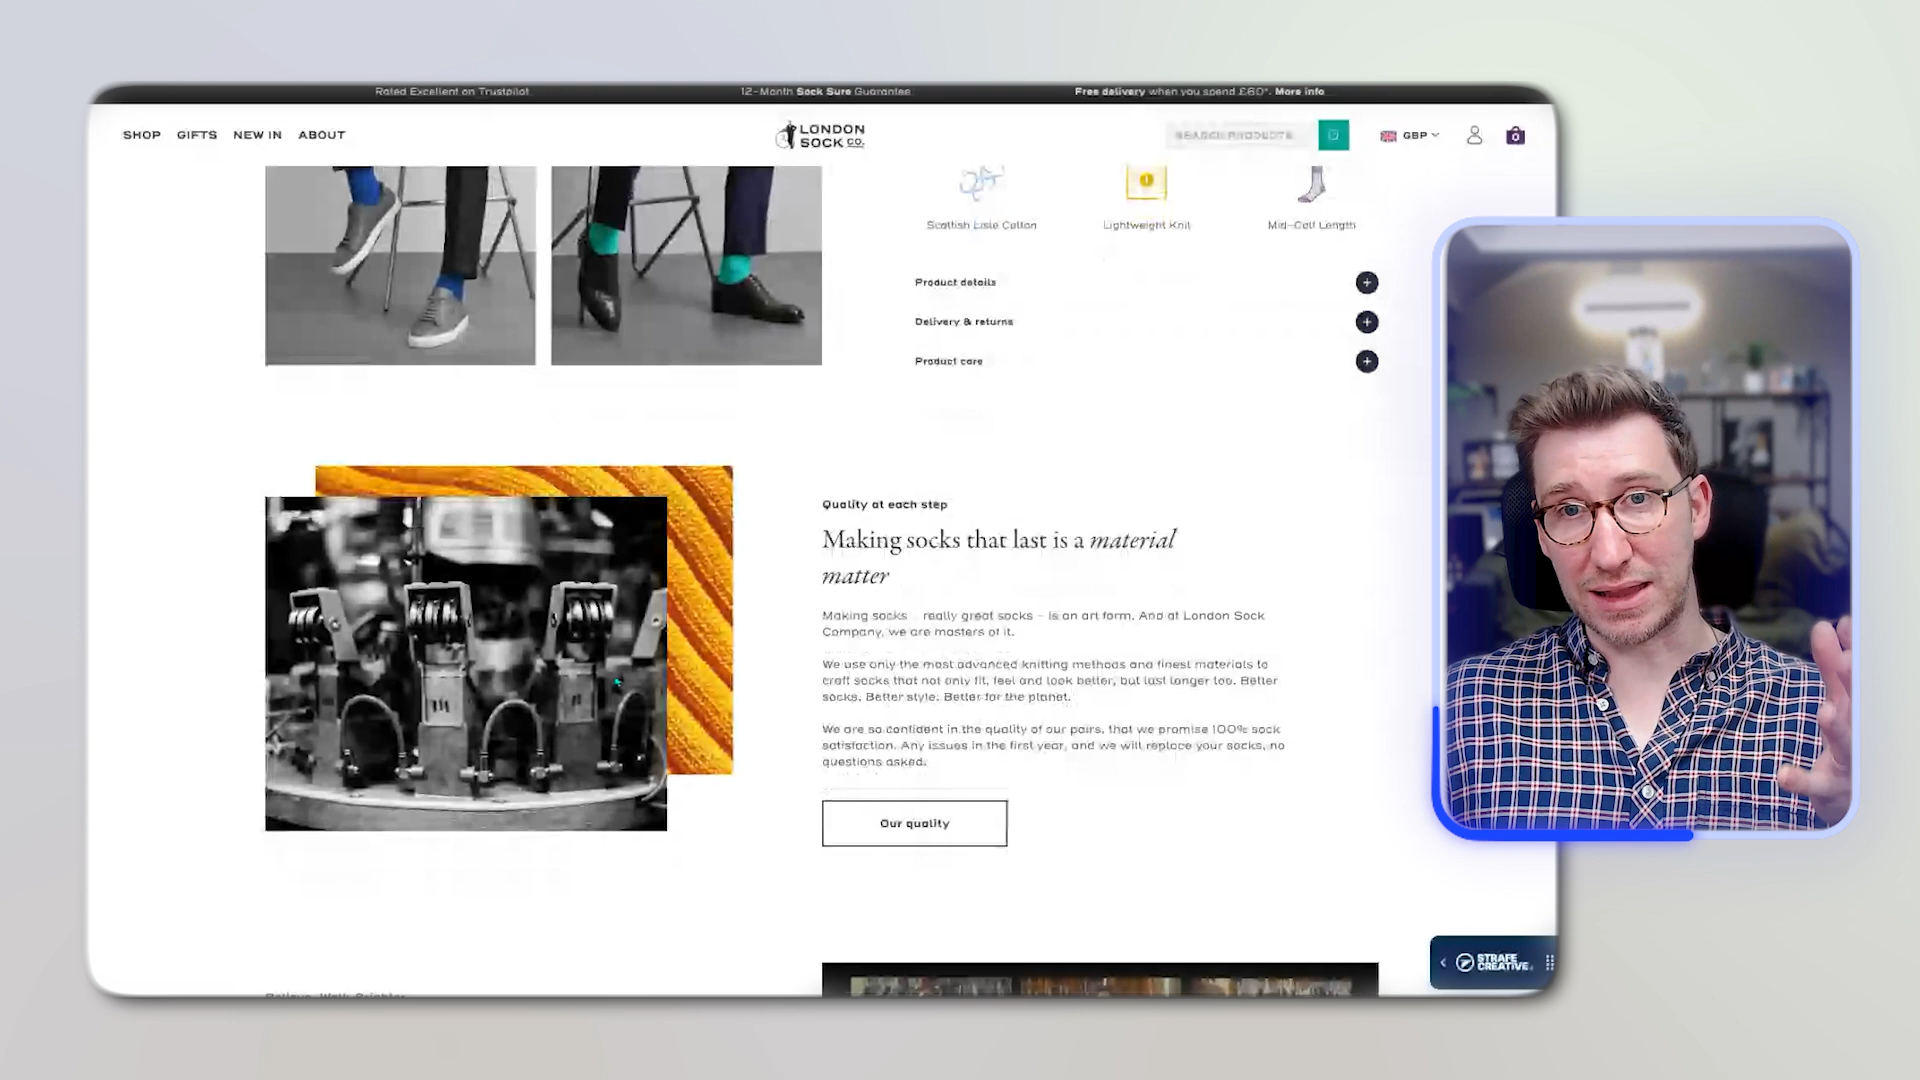 Rated Excellent on Trustpilot
12-Month Sock Sure Guarantee
Free delivery when you spend £60*. More info
SHOP GIFTS NEW IN ABOUT
LONDON
SOCK CO.
SEARCH PRODUCTS
GBP
0
Scottish Lisle Cotton
Lightweight Knit
Mid-Calf Length
Product details
Delivery & returns
Product care
Quality at each step
Making socks that last is a material
matter
Making socks – really great socks – is an art form. And at London Sock
Company, we are masters of it.
We use only the most advanced knitting methods and finest materials to
craft socks that not only fit, feel and look better, but last longer too. Better
socks. Better style. Better for the planet.
We are so confident in the quality of our pairs, that we promise 100% sock
satisfaction. Any issues in the first year, and we will replace your socks, no
questions asked.
Our quality
STRAFE
CREATIVE